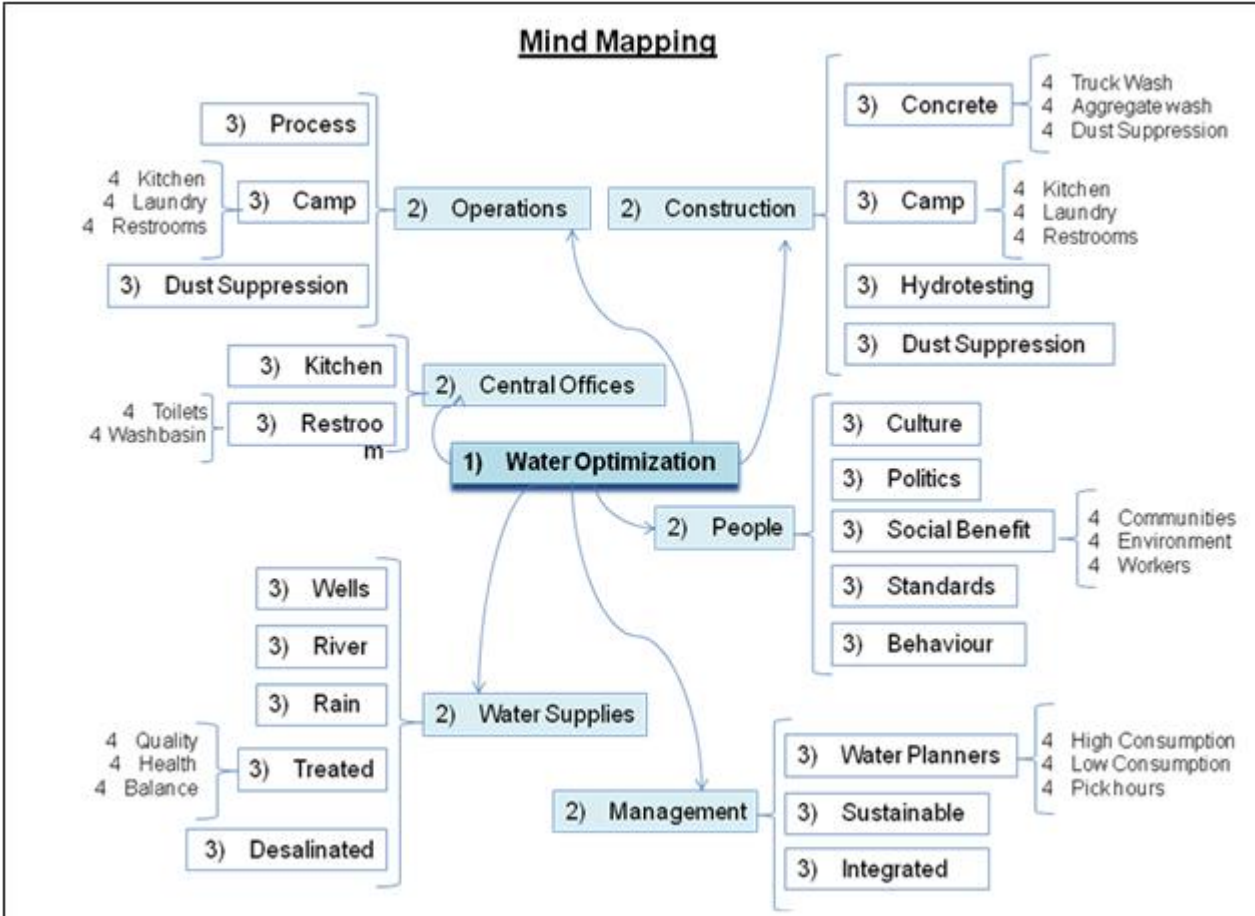 Mind Mapping
3) Process
4 Kitchen
4 Laundry
4 Restrooms
3) Camp
3) Dust Suppression
2) Operations
2) Construction
3) Concrete
4 Truck Wash
4 Aggregate wash
4 Dust Suppression
3) Camp
4 Kitchen
4 Laundry
4 Restrooms
3) Hydrotesting
3) Dust Suppression
3) Kitchen
4 Toilets
4 Washbasin
3) Restroo
m
2) Central Offices
1) Water Optimization
2) People
3) Culture
3) Politics
3) Social Benefit
4 Communities
4 Environment
4 Workers
3) Standards
3) Behaviour
3) Wells
3) River
3) Rain
4 Quality
4 Health
4 Balance
3) Treated
3) Desalinated
2) Water Supplies
2) Management
3) Water Planners
4 High Consumption
4 Low Consumption
4 Pick hours
3) Sustainable
3) Integrated